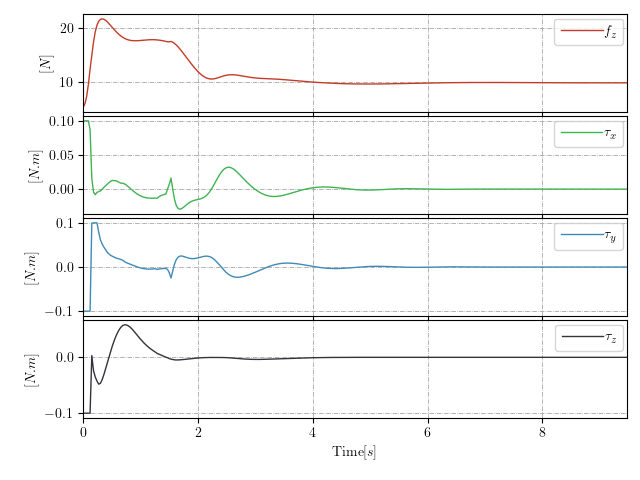 20
10
[N]
f_z
0.10
0.05
0.00
[N.m]
τ_x
0.1
0.0
−0.1
[N.m]
τ_y
0.0
−0.1
[N.m]
τ_z
0 2 4 6 8
Time[s]